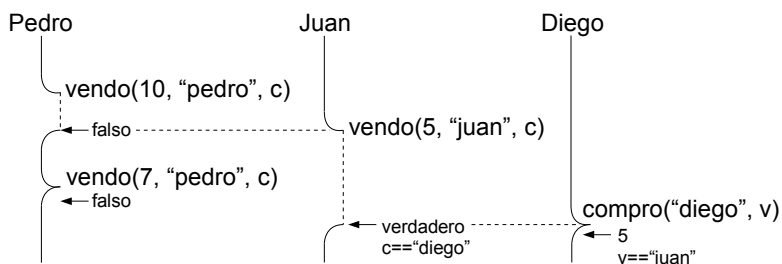 Pedro Juan Diego
vendo(10, “pedro”, c)
falso
vendo(5, “juan”, c)
vendo(7, “pedro”, c)
falso
compro(“diego”, v)
verdadero
c==“diego”
5
v==“juan”